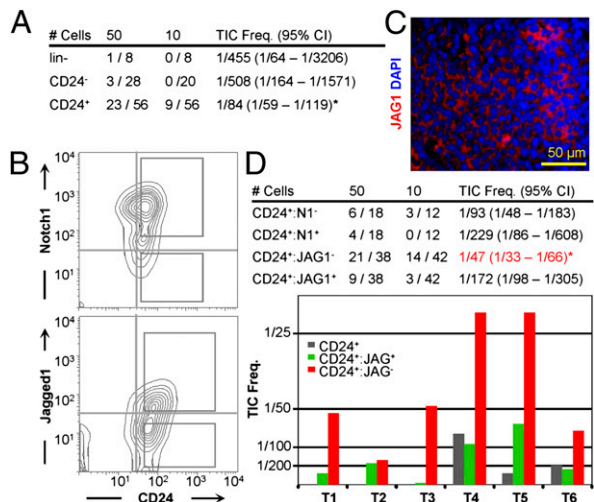 A
# Cells 50 10 TIC Freq. (95% CI)
lin- 1 / 8 0 / 8 1/455 (1/64 – 1/3206)
CD24⁻ 3 / 28 0 /20 1/508 (1/164 – 1/1571)
CD24⁺ 23 / 56 9 / 56 1/84 (1/59 – 1/119)*
C
JAG1 DAPI
50 µm
B
10⁴
10³
10²
10¹
Notch1
10⁴
10³
10²
10¹
Jagged1
10¹ 10² 10³ 10⁴
CD24
D
# Cells 50 10 TIC Freq. (95% CI)
CD24⁺:N1⁻ 6 / 18 3 / 12 1/93 (1/48 – 1/183)
CD24⁺:N1⁺ 4 / 18 0 / 12 1/229 (1/86 – 1/608)
CD24⁺:JAG1⁻ 21 / 38 14 / 42 1/47 (1/33 – 1/66)*
CD24⁺:JAG1⁺ 9 / 38 3 / 42 1/172 (1/98 – 1/305)
TIC Freq.
1/25
1/50
1/100
1/200
CD24⁺
CD24⁺:JAG⁺
CD24⁺:JAG⁻
T1 T2 T3 T4 T5 T6